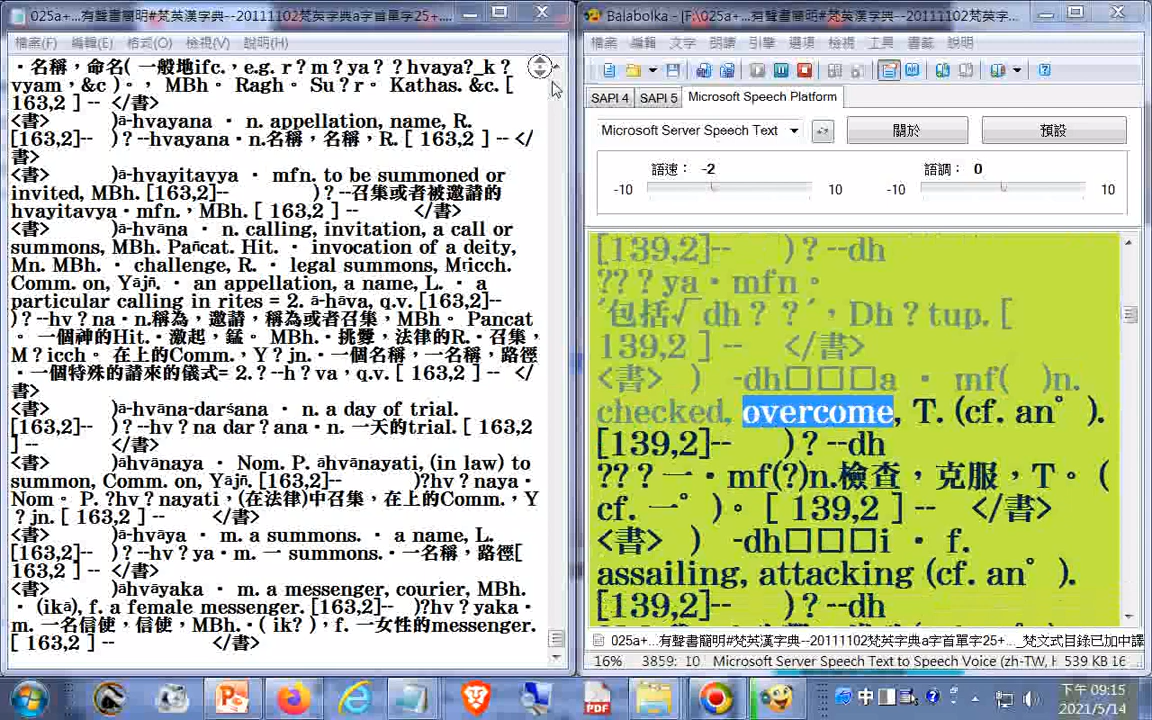 025a+...有聲書簡明#梵英漢字典--20111102梵英字典a字首單字25+...
檔案(F) 編輯(E) 格式(O) 檢視(V) 說明(H)
・名稱，命名( 一般地ifc.，e.g. r？m？ya？？hvaya?_k？
vyam，&c )。， MBh。 Ragh。 Su？r。 Kathas. &c. [
163,2 ] -- </書>
<書> )ā-hvayana ・ n. appellation, name, R.
[163,2]-- )？--hvayana・n.名稱，名稱，R. [ 163,2 ] -- </
書>
<書> )ā-hvayitavya ・ mfn. to be summoned or
invited, MBh. [163,2]-- )？--召集或者被邀請的
hvayitavya・mfn.，MBh. [ 163,2 ] -- </書>
<書> )ā-hvāna ・ n. calling, invitation, a call or
summons, MBh. Pañcat. Hit. ・ invocation of a deity,
Mn. MBh. ・ challenge, R. ・ legal summons, Mṛicch.
Comm. on, Yājñ. ・ an appellation, a name, L. ・ a
particular calling in rites = 2. ā-hāva, q.v. [163,2]--
)？--hv？na・n.稱為，邀請，稱為或者召集，MBh。 Pancat
。 一個神的Hit.・激起，錳。 MBh.・挑釁，法律的R.・召集，
M？icch。 在上的Comm.，Y？jn.・一個名稱，一名稱，路徑
・一個特殊的請來的儀式= 2.？--h？va，q.v. [ 163,2 ] -- </
書>
<書> )ā-hvāna-darśana ・ n. a day of trial.
[163,2]-- )？--hv？na dar？ana・n.一天的trial. [ 163,2
] -- </書>
<書> )āhvānaya ・ Nom. P. āhvānayati, (in law) to
summon, Comm. on, Yājñ. [163,2]-- )?hv？naya・
Nom。 P. ?hv？nayati，(在法律)中召集，在上的Comm.，Y
？jn. [ 163,2 ] -- </書>
<書> )ā-hvāya ・ m. a summons. ・ a name, L.
[163,2]-- )？--hv？ya・m. 一 summons.・一名稱，路徑[
163,2 ] -- </書>
<書> )āhvāyaka ・ m. a messenger, courier, MBh.
・ (ikā), f. a female messenger. [163,2]-- )?hv？yaka・
m. 一名信使，信使，MBh.・( ik？)，f. 一女性的messenger.
[ 163,2 ] -- </書>
Balabolka - [F:\025a+...有聲書簡明#梵英漢字典--20111102梵英字...
檔案 編輯 文字 朗讀 引擎 選項 檢視 工具 書籤 說明
SAPI 4 SAPI 5 Microsoft Speech Platform
Microsoft Server Speech Text 關於 預設
語速： -2 語調： 0
-10 10 -10 10
[139,2]-- )？--dh
??？ya・mfn。
´包括√ dh？？´，Dh？tup. [
139,2 ] -- </書>
<書> ) -dh□□□a ・ mf( )n.
checked, overcome, T. (cf. an°).
[139,2]-- )？--dh
??？一・mf(?)n.檢查，克服，T。 (
cf. 一°)。 [ 139,2 ] -- </書>
<書> ) -dh□□□i ・ f.
assailing, attacking (cf. an°).
[139,2]-- )？--dh
025a+...有聲書簡明#梵英漢字典--20111102梵英字典a字首單字25+..._梵文式目錄已加中譯
16% 3859: 10 Microsoft Server Speech Text to Speech Voice (zh-TW, H 539 KB 16
PDF 中 下午 09:15
2021/5/14